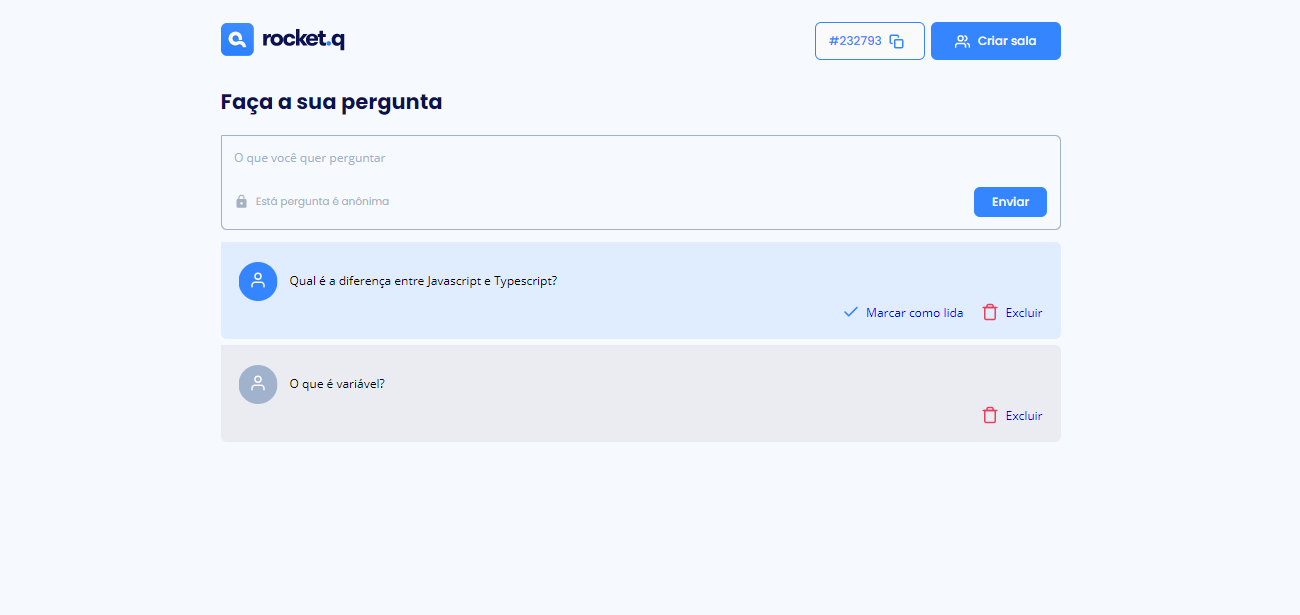 rocket.q
#232793
Criar sala
Faça a sua pergunta
O que você quer perguntar
Está pergunta é anônima
Enviar
Qual é a diferença entre Javascript e Typescript?
Marcar como lida
Excluir
O que é variável?
Excluir